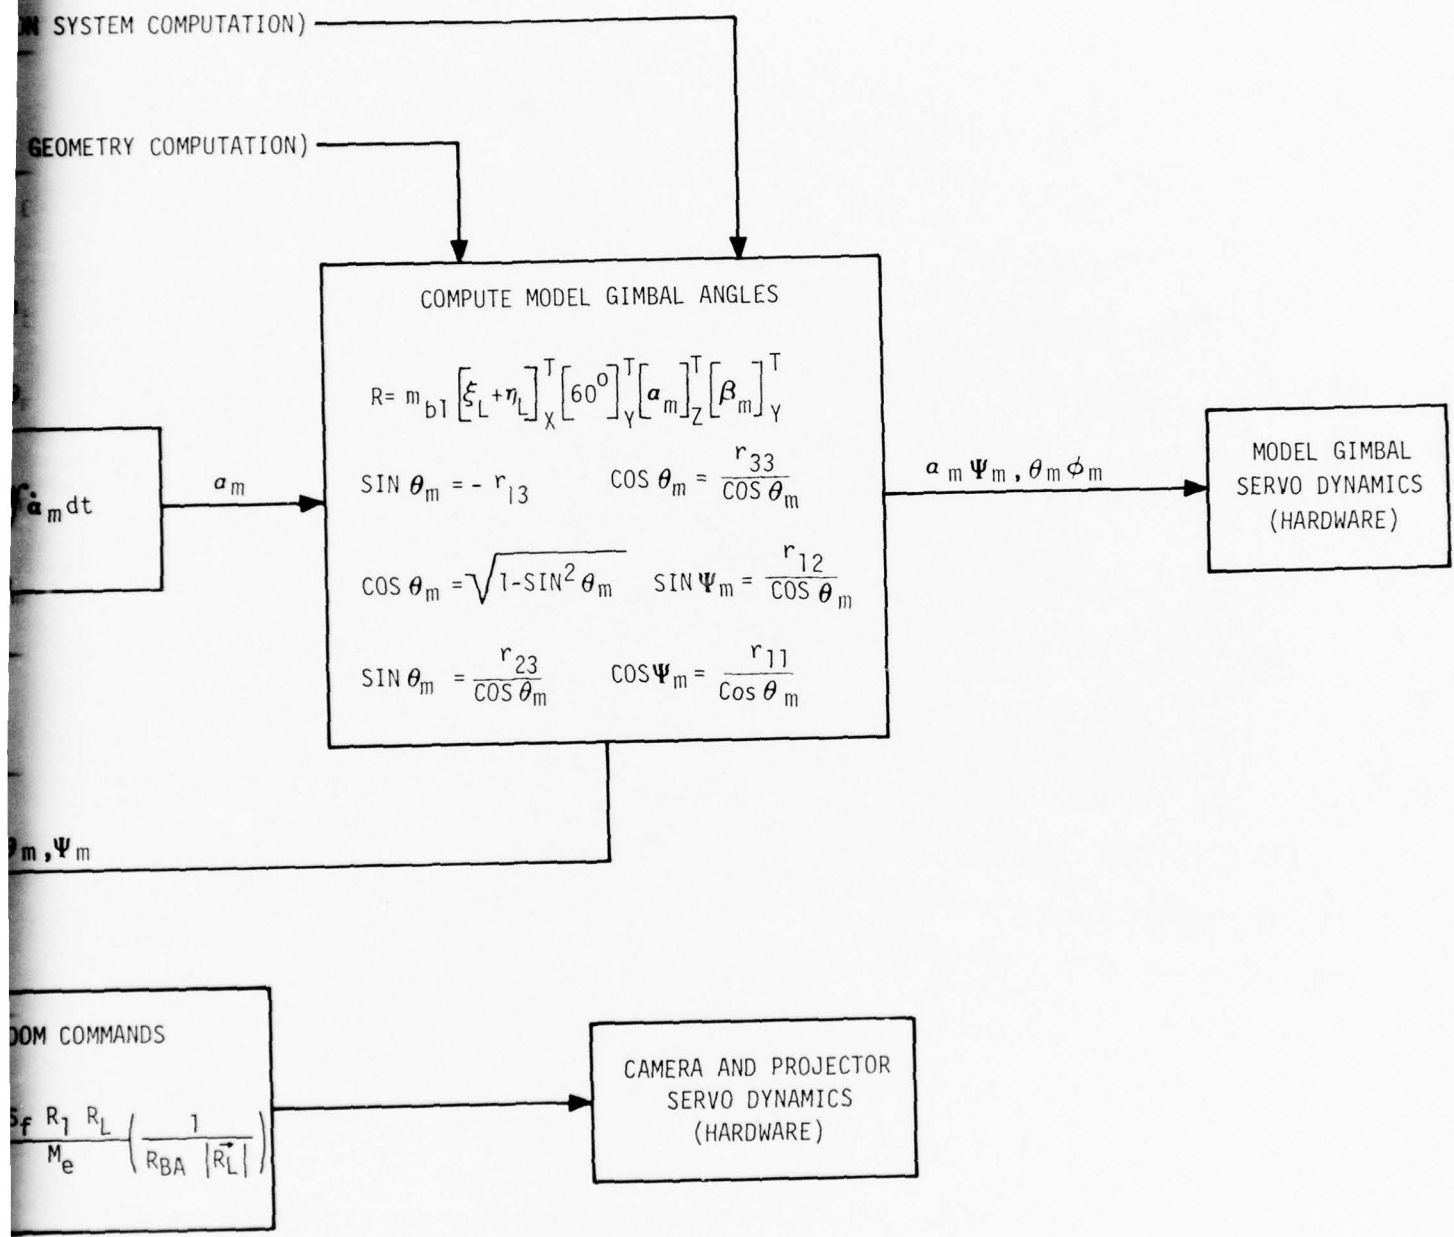 SYSTEM COMPUTATION)
GEOMETRY COMPUTATION)
COMPUTE MODEL GIMBAL ANGLES
R= m_b1 [ξ_L+η_L]^T_X [60°]^T_Y [α_m]^T_Z [β_m]^T_Y
SIN θ_m = - r_13
COS θ_m = r_33 / COS θ_m
COS θ_m = √(1-SIN² θ_m)
SIN Ψ_m = r_12 / COS θ_m
SIN θ_m = r_23 / COS θ_m
COS Ψ_m = r_11 / Cos θ_m
α̇_m dt
α_m
α_m Ψ_m , θ_m ϕ_m
MODEL GIMBAL
SERVO DYNAMICS
(HARDWARE)
θ_m ,Ψ_m
COMMANDS
S_f R_1 R_L / M_e ( 1 / R_BA |R⃗_L| )
CAMERA AND PROJECTOR
SERVO DYNAMICS
(HARDWARE)